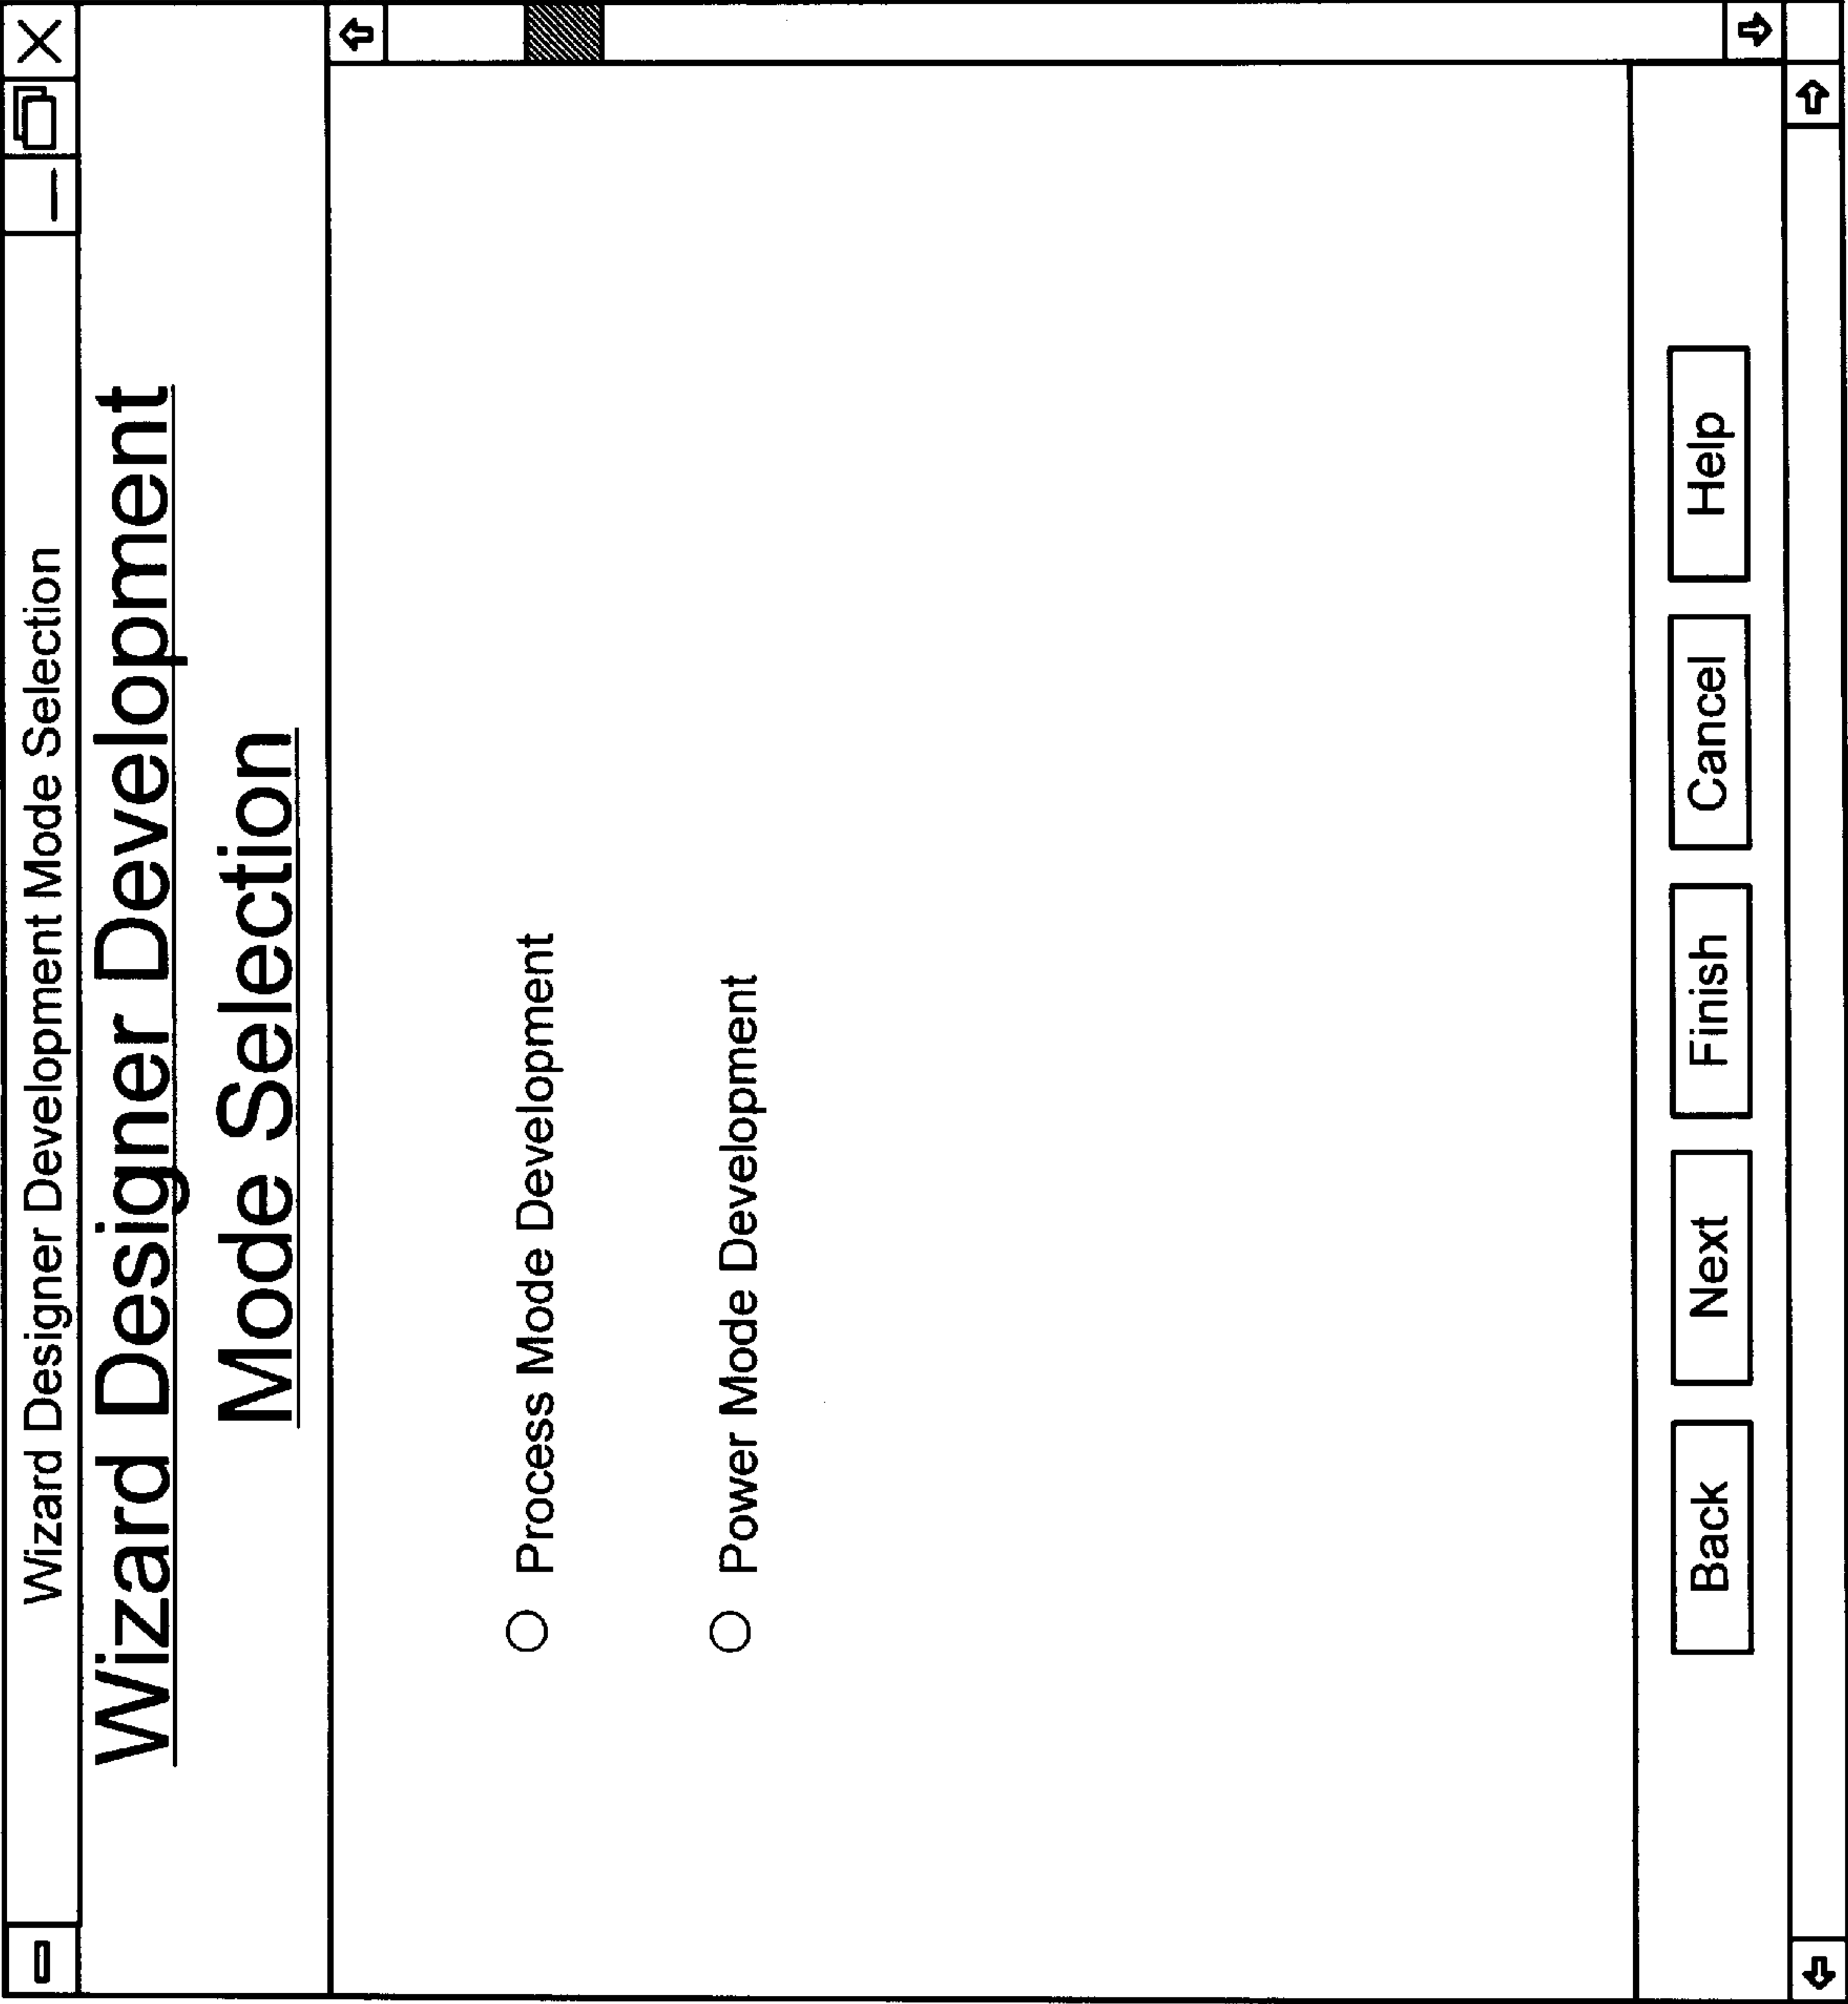 Wizard Designer Development Mode Selection
Wizard Designer Development
Mode Selection
Process Mode Development
Power Mode Development
Back Next Finish Cancel Help